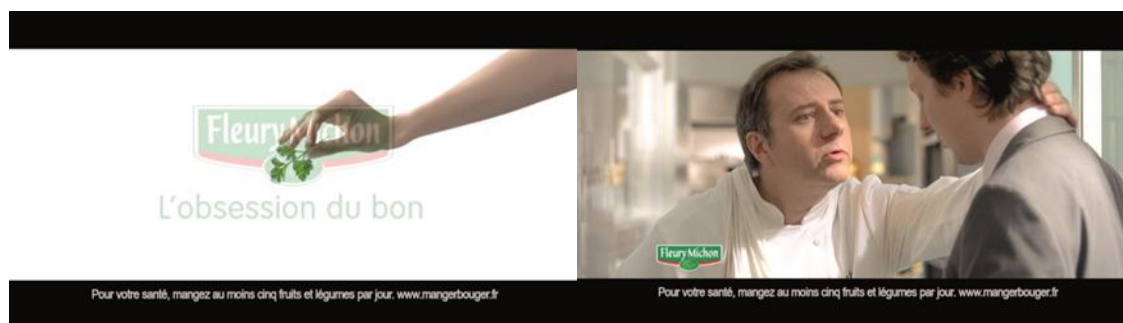 Fleury Michon
L'obsession du bon
Pour votre santé, mangez au moins cinq fruits et légumes par jour. www.mangerbouger.fr
Fleury Michon
Pour votre santé, mangez au moins cinq fruits et légumes par jour. www.mangerbouger.fr